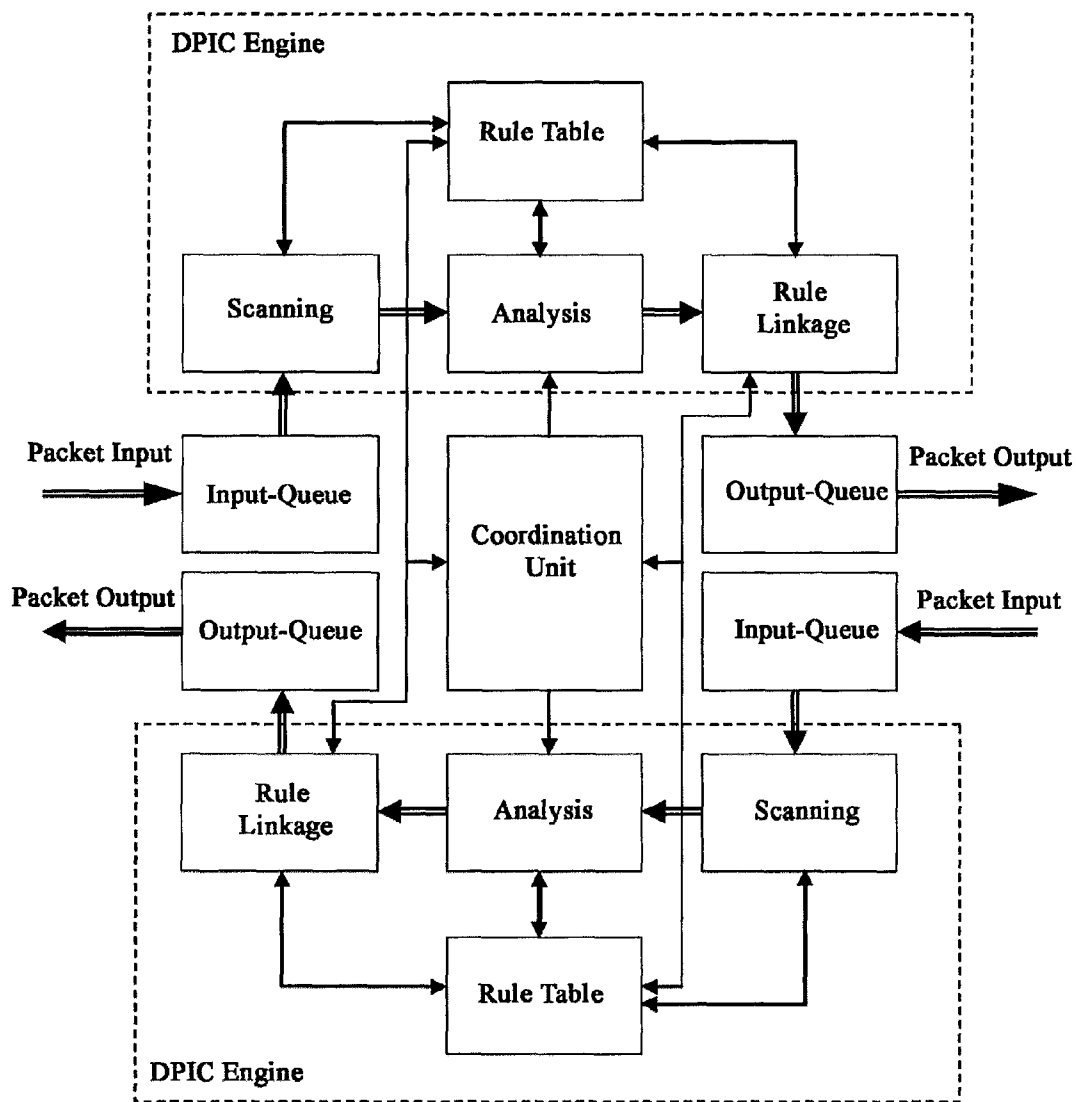 DPIC Engine
Rule Table
Scanning
Analysis
Rule
Linkage
Packet Input
Input-Queue
Coordination
Unit
Output-Queue
Packet Output
Packet Output
Output-Queue
Input-Queue
Packet Input
Rule
Linkage
Analysis
Scanning
Rule Table
DPIC Engine